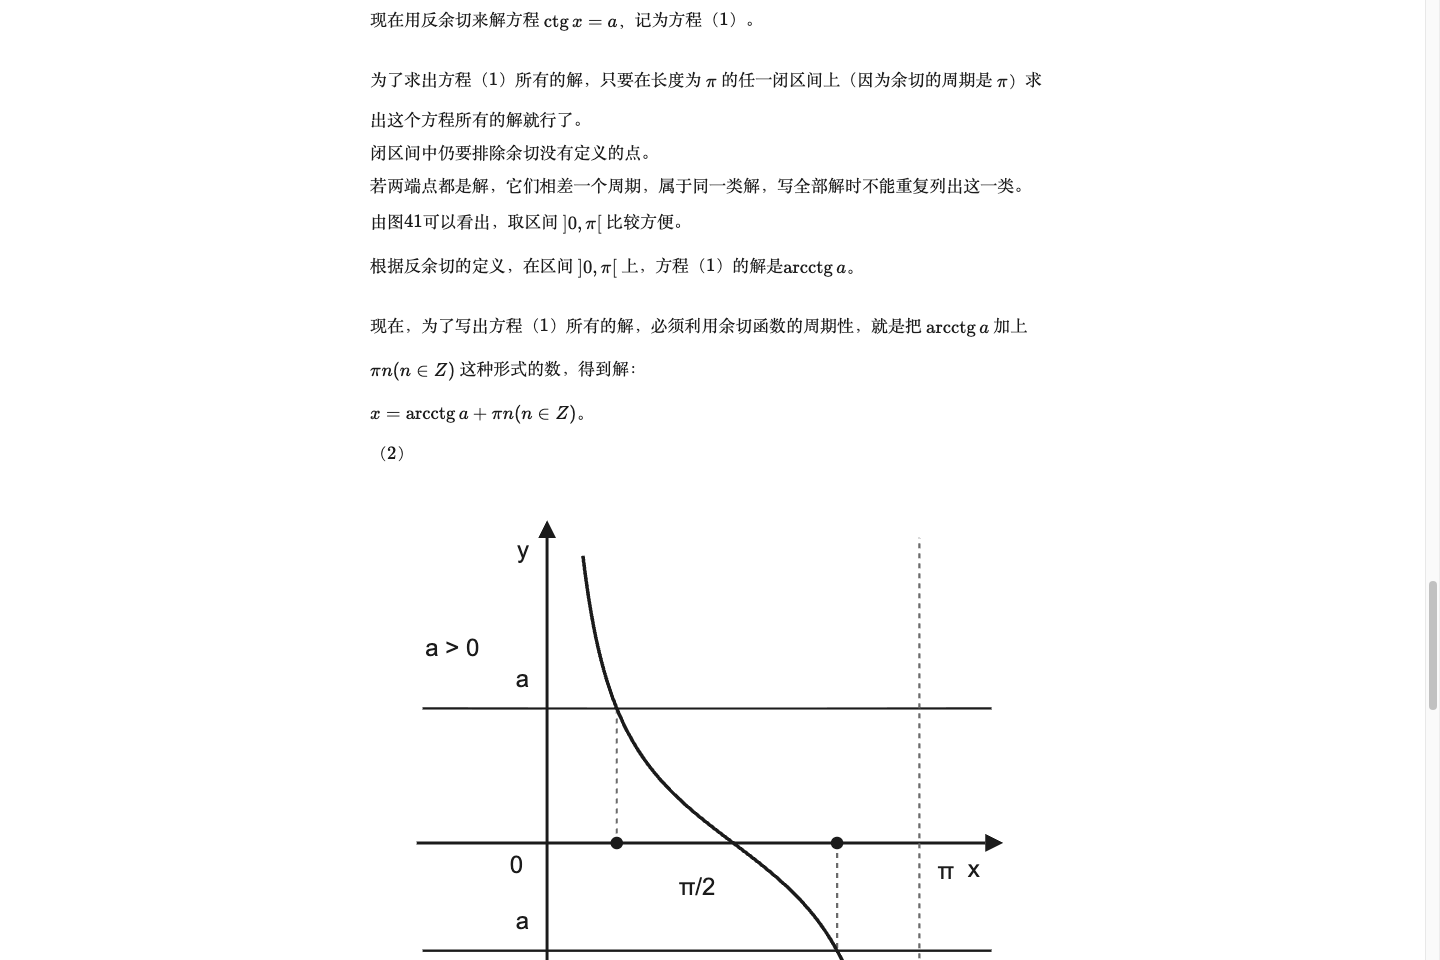 现在用反余切来解方程 ctg x = a，记为方程（1）。
为了求出方程（1）所有的解，只要在长度为 π 的任一闭区间上（因为余切的周期是 π）求
出这个方程所有的解就行了。
闭区间中仍要排除余切没有定义的点。
若两端点都是解，它们相差一个周期，属于同一类解，写全部解时不能重复列出这一类。
由图41可以看出，取区间 ]0, π[ 比较方便。
根据反余切的定义，在区间 ]0, π[ 上，方程（1）的解是arcctg a。
现在，为了写出方程（1）所有的解，必须利用余切函数的周期性，就是把 arcctg a 加上
πn(n ∈ Z) 这种形式的数，得到解：
x = arcctg a + πn(n ∈ Z)。
（2）
y
a > 0
a
0
π/2
π x
a